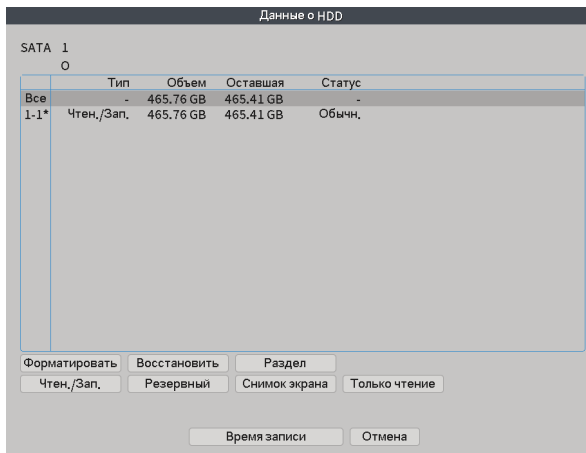 Данные о HDD
SATA 1
O
Тип Объем Оставшая Статус
Все - 465.76 GB 465.41 GB -
1-1* Чтен./Зап. 465.76 GB 465.41 GB Обычн.
Форматировать Восстановить Раздел
Чтен./Зап. Резервный Снимок экрана Только чтение
Время записи Отмена